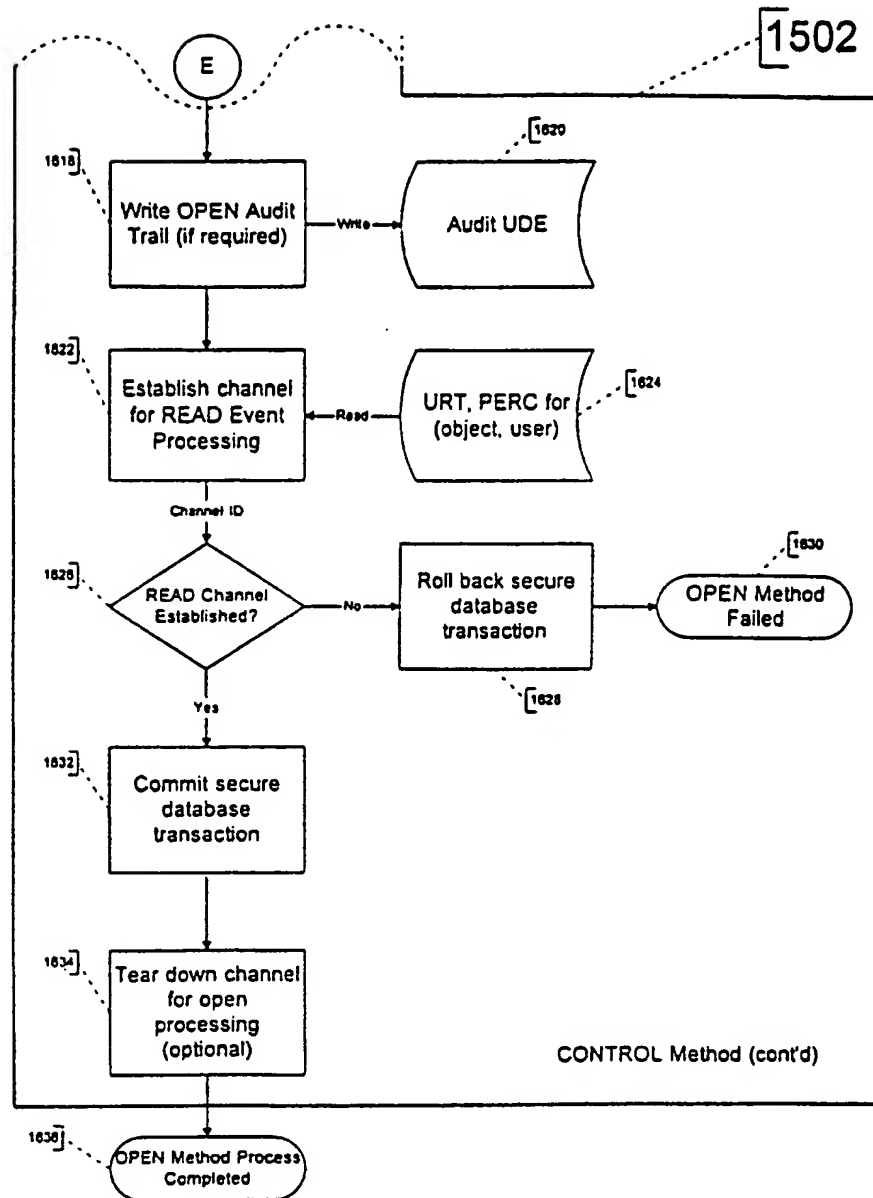 1502
E
1618
Write OPEN Audit
Trail (if required)
Write
1620
Audit UDE
1622
Establish channel
for READ Event
Processing
Read
URT, PERC for
(object, user)
1624
Channel ID
1626
READ Channel
Established?
No
Roll back secure
database
transaction
1628
1630
OPEN Method
Failed
Yes
1632
Commit secure
database
transaction
1634
Tear down channel
for open
processing
(optional)
CONTROL Method (cont'd)
1636
OPEN Method Process
Completed